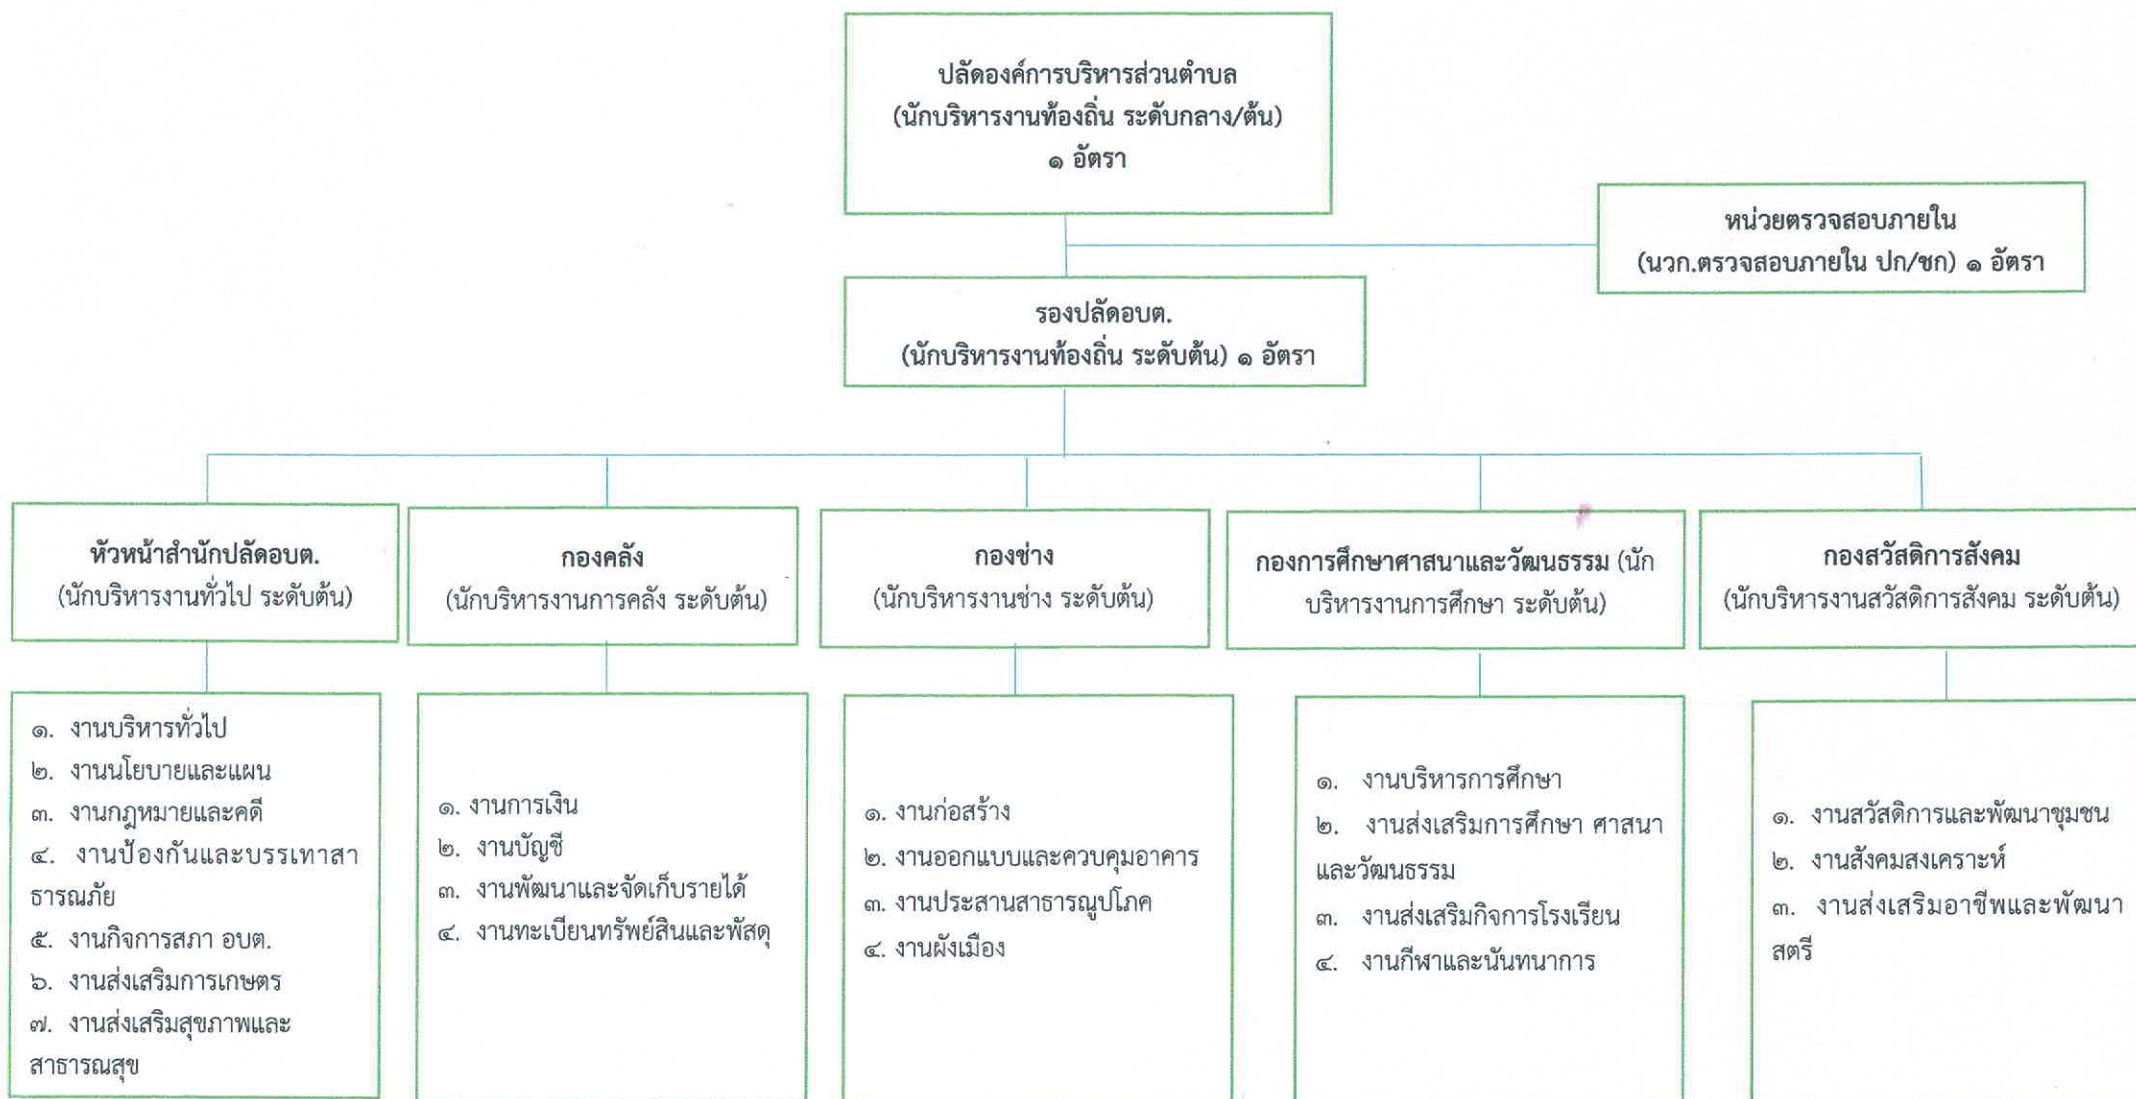 ปลัดองค์การบริหารส่วนตำบล
(นักบริหารงานท้องถิ่น ระดับกลาง/ต้น)
๑ อัตรา
หน่วยตรวจสอบภายใน
(นวก.ตรวจสอบภายใน ปก/ชก) ๑ อัตรา
รองปลัดอบต.
(นักบริหารงานท้องถิ่น ระดับต้น) ๑ อัตรา
หัวหน้าสำนักปลัดอบต.
(นักบริหารงานทั่วไป ระดับต้น)
กองคลัง
(นักบริหารงานการคลัง ระดับต้น)
กองช่าง
(นักบริหารงานช่าง ระดับต้น)
กองการศึกษาศาสนาและวัฒนธรรม (นัก
บริหารงานการศึกษา ระดับต้น)
กองสวัสดิการสังคม
(นักบริหารงานสวัสดิการสังคม ระดับต้น)
๑. งานบริหารทั่วไป
๒. งานนโยบายและแผน
๓. งานกฎหมายและคดี
๔. งานป้องกันและบรรเทาสา
ธารณภัย
๕. งานกิจการสภา อบต.
๖. งานส่งเสริมการเกษตร
๗. งานส่งเสริมสุขภาพและ
สาธารณสุข
๑. งานการเงิน
๒. งานบัญชี
๓. งานพัฒนาและจัดเก็บรายได้
๔. งานทะเบียนทรัพย์สินและพัสดุ
๑. งานก่อสร้าง
๒. งานออกแบบและควบคุมอาคาร
๓. งานประสานสาธารณูปโภค
๔. งานผังเมือง
๑. งานบริหารการศึกษา
๒. งานส่งเสริมการศึกษา ศาสนา
และวัฒนธรรม
๓. งานส่งเสริมกิจการโรงเรียน
๔. งานกีฬาและนันทนาการ
๑. งานสวัสดิการและพัฒนาชุมชน
๒. งานสังคมสงเคราะห์
๓. งานส่งเสริมอาชีพและพัฒนา
สตรี